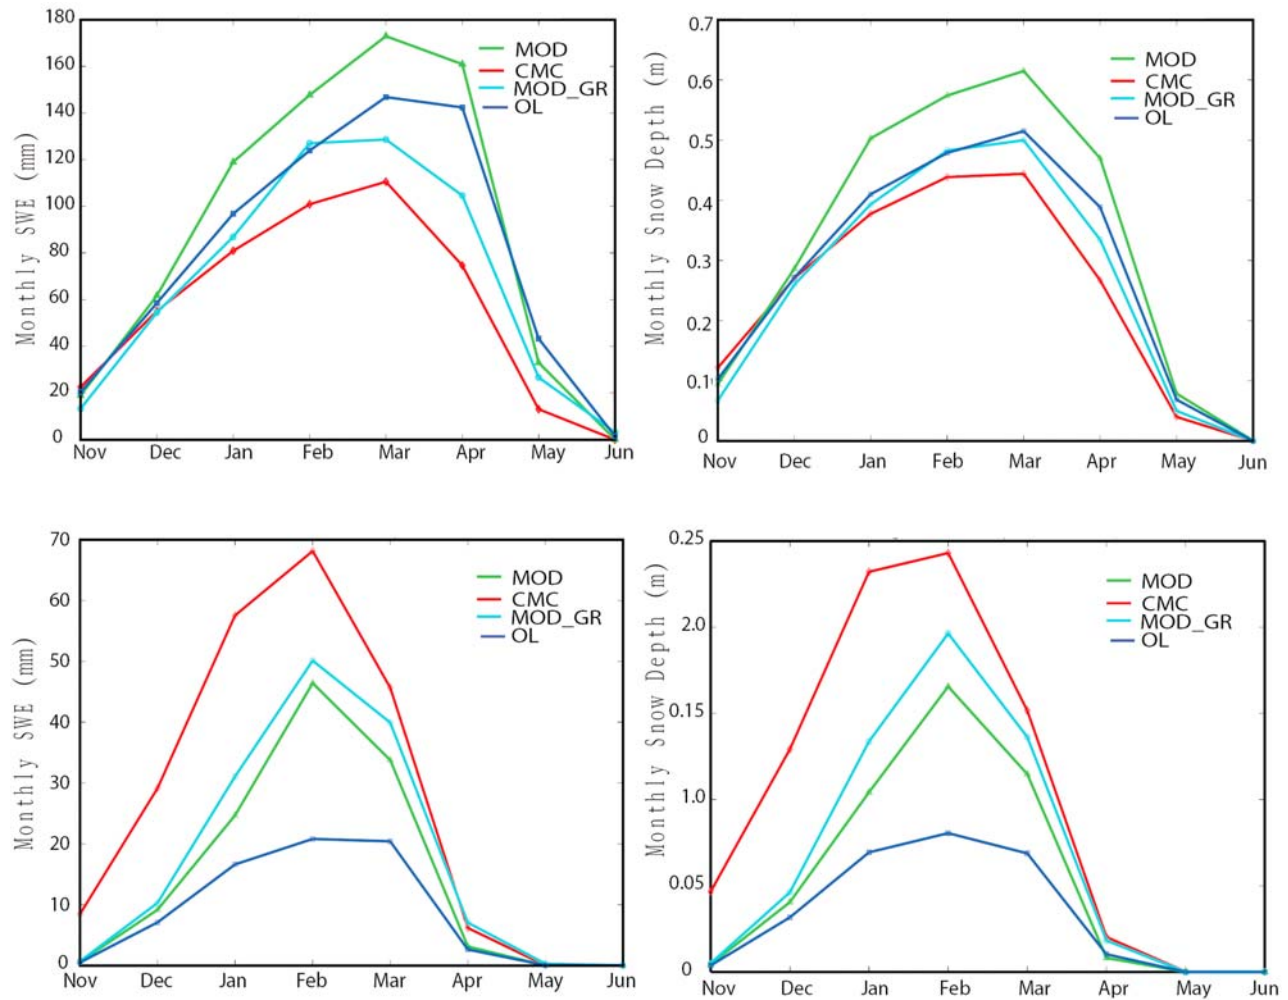 180
160
140
120
100
80
60
40
20
0
Monthly SWE (mm)
MOD
CMC
MOD_GR
OL
Nov Dec Jan Feb Mar Apr May Jun
0.7
0.6
0.5
0.4
0.3
0.2
0.1
0
Monthly Snow Depth (m)
MOD
CMC
MOD_GR
OL
Nov Dec Jan Feb Mar Apr May Jun
70
60
50
40
30
20
10
0
Monthly SWE (mm)
MOD
CMC
MOD_GR
OL
Nov Dec Jan Feb Mar Apr May Jun
0.25
2.0
0.15
1.0
0.05
0
Monthly Snow Depth (m)
MOD
CMC
MOD_GR
OL
Nov Dec Jan Feb Mar Apr May Jun